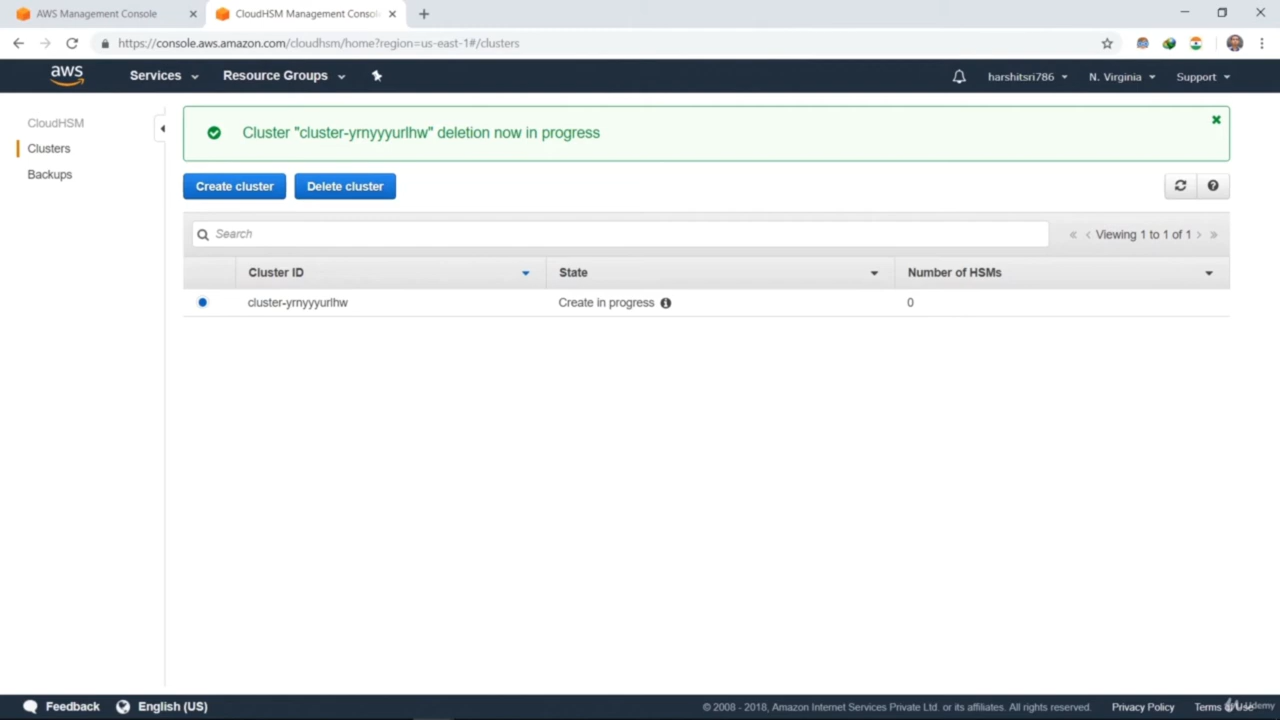 AWS Management Console
CloudHSM Management Consol
https://console.aws.amazon.com/cloudhsm/home?region=us-east-1#/clusters
aws Services Resource Groups harshitsri786 N. Virginia Support
CloudHSM
Clusters
Backups
Cluster "cluster-yrnyyyurlhw" deletion now in progress
Create cluster Delete cluster
Search Viewing 1 to 1 of 1
Cluster ID State Number of HSMs
cluster-yrnyyyurlhw Create in progress 0
Feedback English (US) © 2008 - 2018, Amazon Internet Services Private Ltd. or its affiliates. All rights reserved. Privacy Policy Terms of Use
Udemy